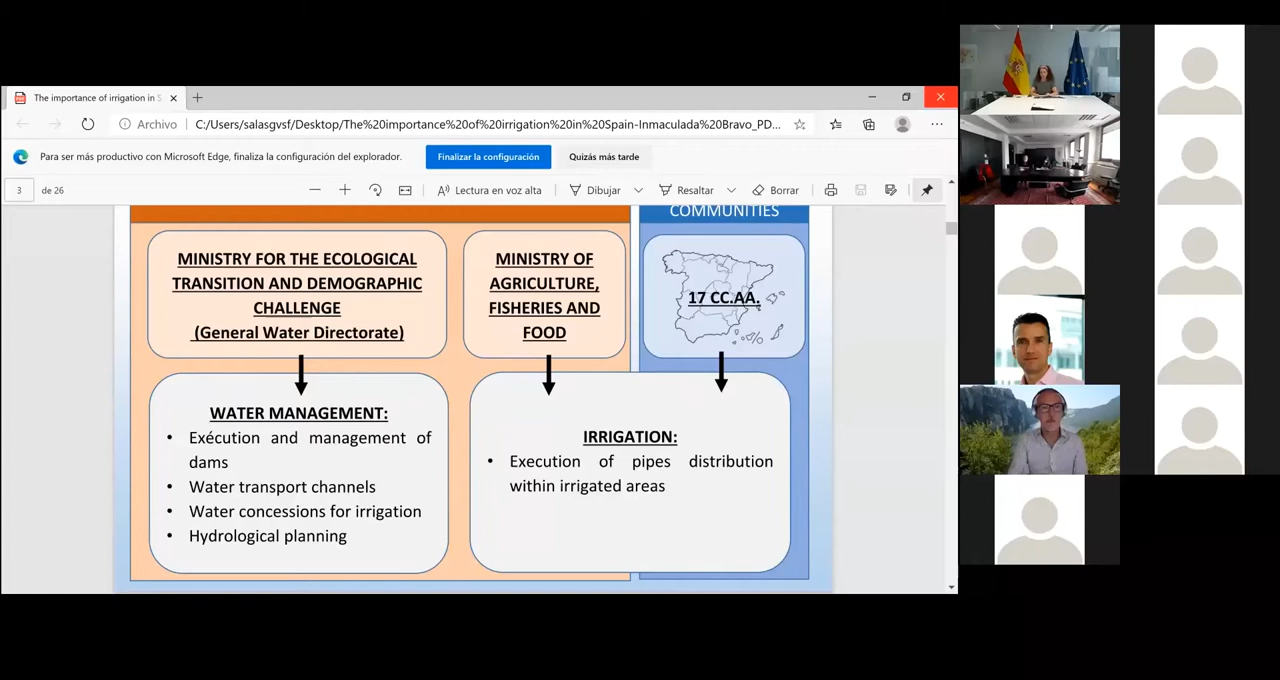 The importance of irrigation in S
Archivo
C:/Users/salasgvsf/Desktop/The%20importance%20of%20irrigation%20in%20Spain-Inmaculada%20Bravo_PD...
Para ser más productivo con Microsoft Edge, finaliza la configuración del explorador.
Finalizar la configuración
Quizás más tarde
3
de 26
Lectura en voz alta
Dibujar
Resaltar
Borrar
COMMUNITIES
MINISTRY FOR THE ECOLOGICAL
TRANSITION AND DEMOGRAPHIC
CHALLENGE
(General Water Directorate)
MINISTRY OF
AGRICULTURE,
FISHERIES AND
FOOD
17 CC.AA.
WATER MANAGEMENT:
• Exécution and management of
dams
• Water transport channels
• Water concessions for irrigation
• Hydrological planning
IRRIGATION:
• Execution of pipes distribution
within irrigated areas